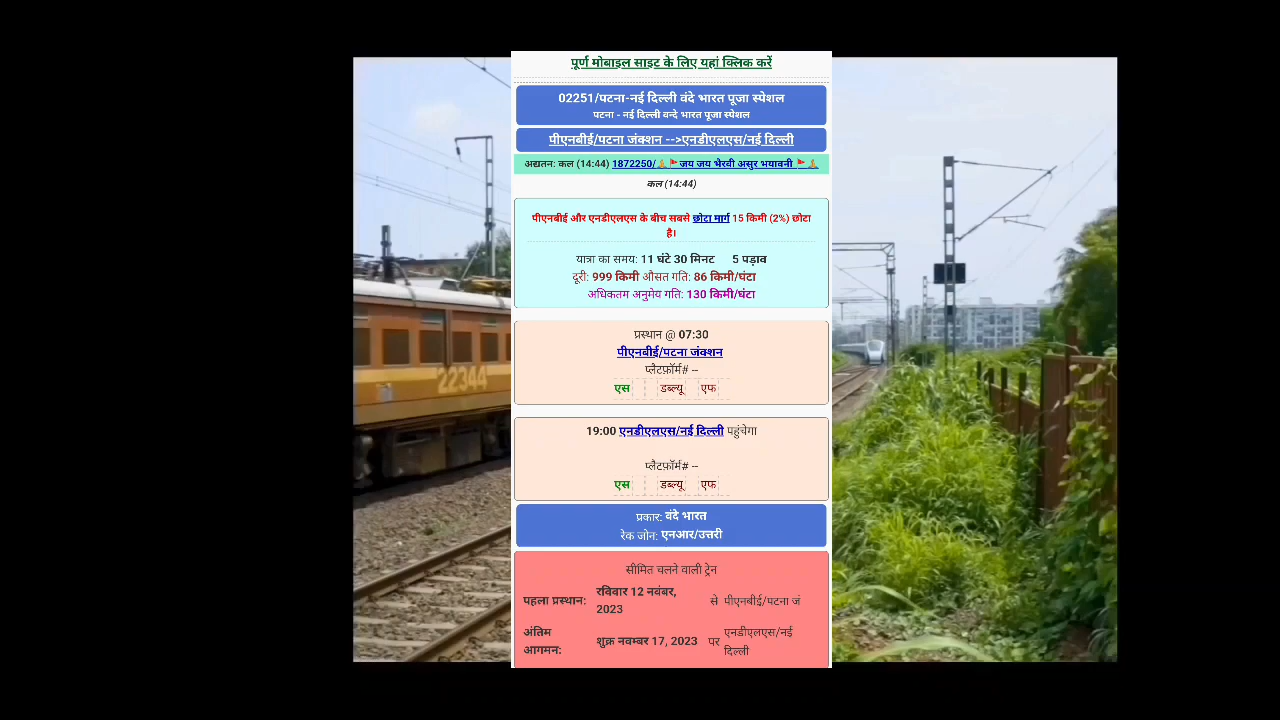 पूर्ण मोबाइल साइट के लिए यहां क्लिक करें
02251/पटना-नई दिल्ली वंदे भारत पूजा स्पेशल
पटना - नई दिल्ली वन्दे भारत पूजा स्पेशल
पीएनबीई/पटना जंक्शन -->एनडीएलएस/नई दिल्ली
अद्यतन: कल (14:44) 1872250/🙏🚩जय जय भैरवी असुर भयावनी 🚩🙏
कल (14:44)
पीएनबीई और एनडीएलएस के बीच सबसे छोटा मार्ग 15 किमी (2%) छोटा
है।
यात्रा का समय: 11 घंटे 30 मिनट 5 पड़ाव
दूरी: 999 किमी औसत गति: 86 किमी/घंटा
अधिकतम अनुमेय गति: 130 किमी/घंटा
प्रस्थान @ 07:30
पीएनबीई/पटना जंक्शन
प्लैटफ़ॉर्म# --
एस डब्ल्यू एफ
19:00 एनडीएलएस/नई दिल्ली पहुंचेगा
प्लैटफ़ॉर्म# --
एस डब्ल्यू एफ
प्रकार: वंदे भारत
रेक जोन: एनआर/उत्तरी
सीमित चलने वाली ट्रेन
पहला प्रस्थान: रविवार 12 नवंबर, 2023 से पीएनबीई/पटना जं
अंतिम आगमन: शुक्र नवम्बर 17, 2023 पर एनडीएलएस/नई दिल्ली
22344